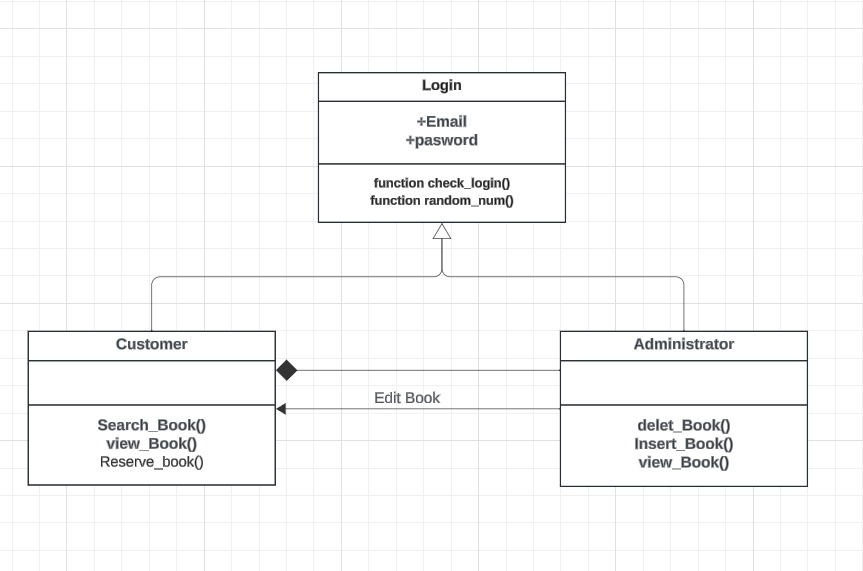 Login
+Email
+pasword
function check_login()
function random_num()
Customer
Search_Book()
view_Book()
Reserve_book()
Edit Book
Administrator
delet_Book()
Insert_Book()
view_Book()